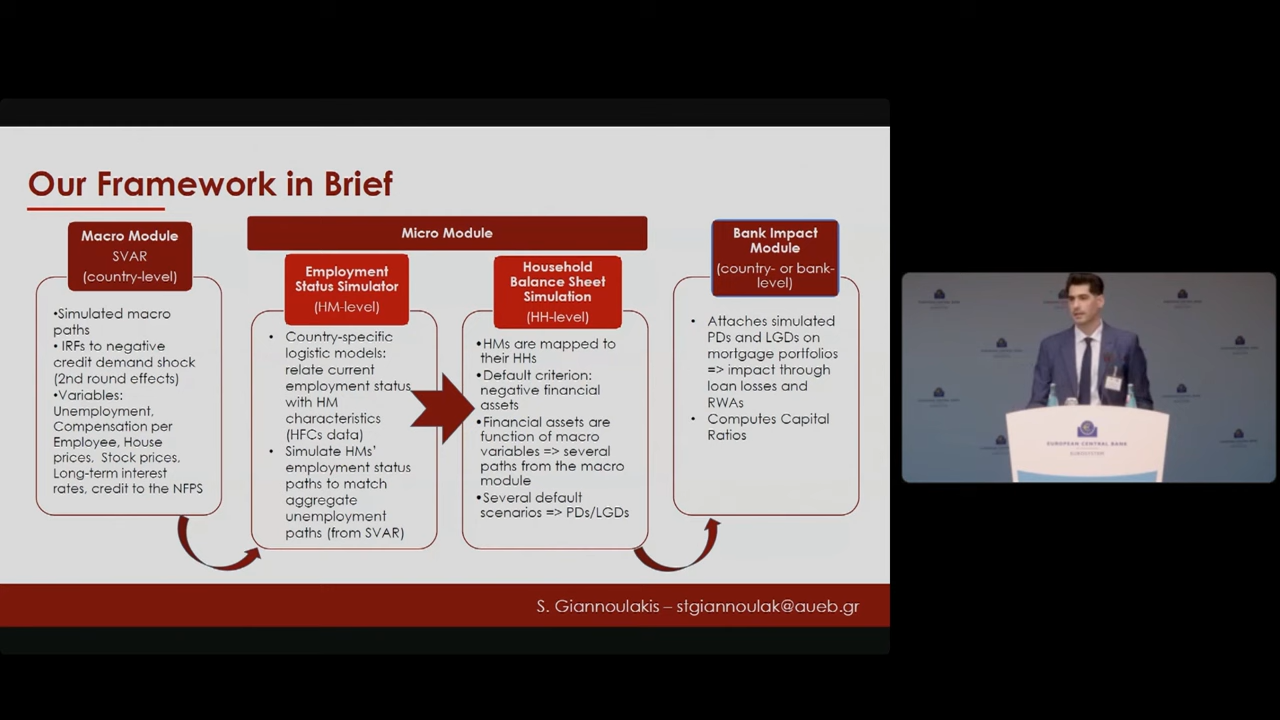 Our Framework in Brief
Macro Module
SVAR
(country-level)
•Simulated macro
paths
• IRFs to negative
credit demand shock
(2nd round effects)
•Variables:
Unemployment,
Compensation per
Employee, House
prices, Stock prices,
Long-term interest
rates, credit to the NFPS
Micro Module
Employment
Status Simulator
(HM-level)
• Country-specific
logistic models:
relate current
employment status
with HM
characteristics
(HFCs data)
• Simulate HMs'
employment status
paths to match
aggregate
unemployment
paths (from SVAR)
Household
Balance Sheet
Simulation
(HH-level)
•HMs are mapped to
their HHs
•Default criterion:
negative financial
assets
•Financial assets are
function of macro
variables => several
paths from the macro
module
•Several default
scenarios => PDs/LGDs
Bank Impact
Module
(country- or bank-
level)
• Attaches simulated
PDs and LGDs on
mortgage portfolios
=> impact through
loan losses and
RWAs
• Computes Capital
Ratios
S. Giannoulakis – stgiannoulak@aueb.gr
EUROPEAN CENTRAL BANK
EUROSYSTEM